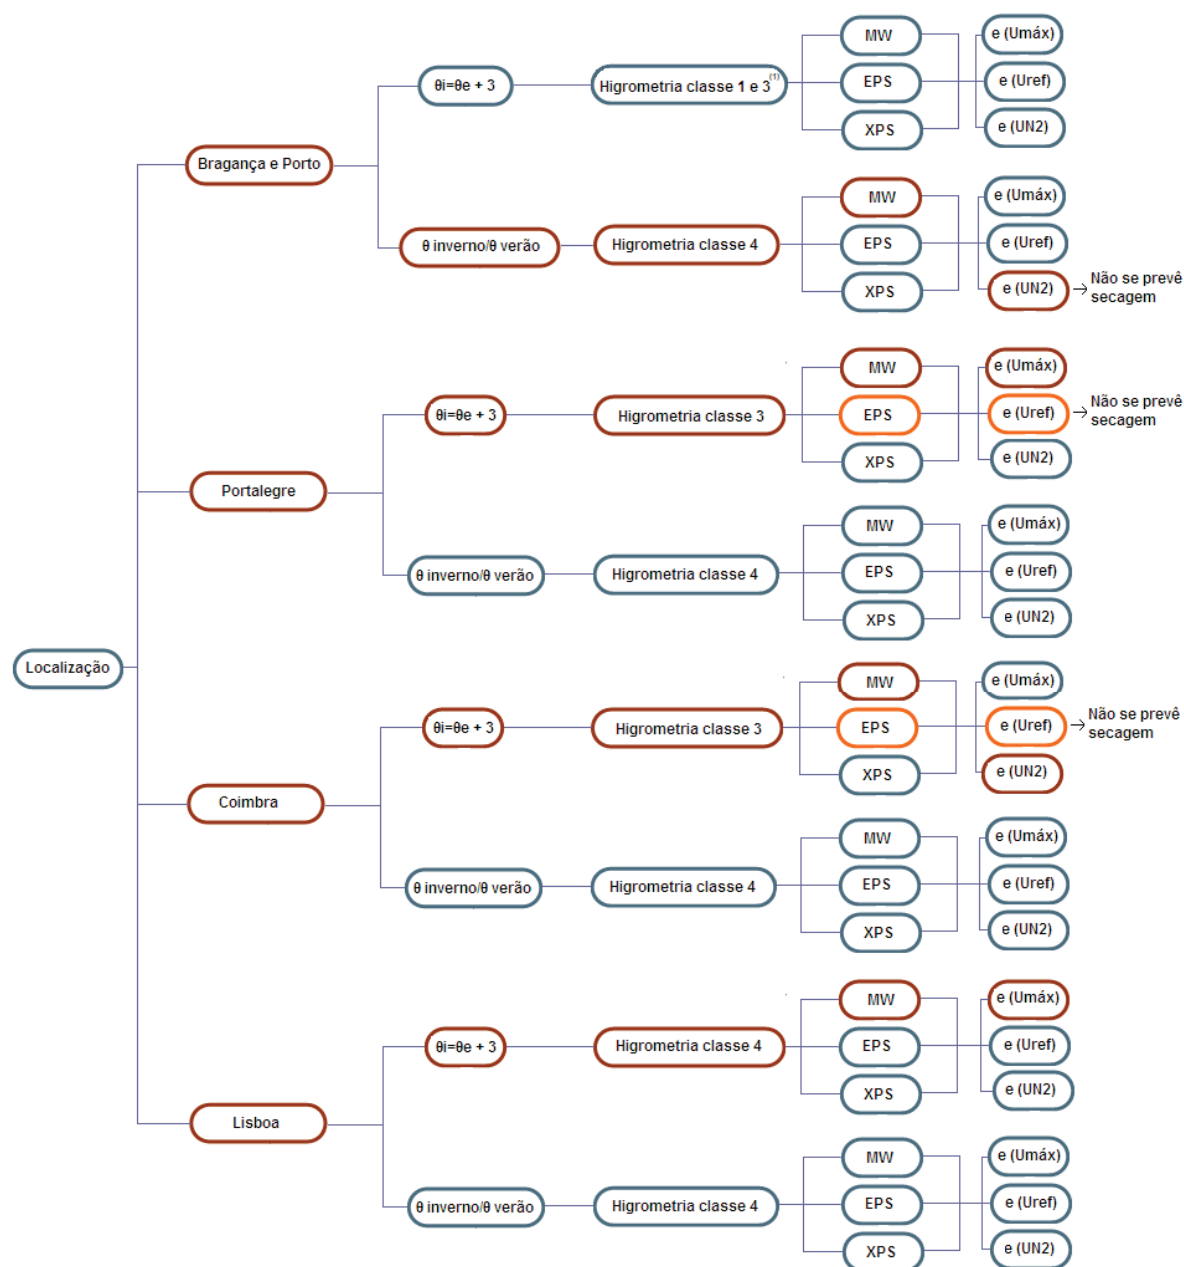 Localização
Bragança e Porto
θi=θe + 3
Higrometria classe 1 e 3(1)
MW
EPS
XPS
e (Umáx)
e (Uref)
e (UN2)
θ inverno/θ verão
Higrometria classe 4
MW
EPS
XPS
e (Umáx)
e (Uref)
e (UN2)
Não se prevê
secagem
Portalegre
θi=θe + 3
Higrometria classe 3
MW
EPS
XPS
e (Umáx)
e (Uref)
e (UN2)
Não se prevê
secagem
θ inverno/θ verão
Higrometria classe 4
MW
EPS
XPS
e (Umáx)
e (Uref)
e (UN2)
Coimbra
θi=θe + 3
Higrometria classe 3
MW
EPS
XPS
e (Umáx)
e (Uref)
e (UN2)
Não se prevê
secagem
θ inverno/θ verão
Higrometria classe 4
MW
EPS
XPS
e (Umáx)
e (Uref)
e (UN2)
Lisboa
θi=θe + 3
Higrometria classe 4
MW
EPS
XPS
e (Umáx)
e (Uref)
e (UN2)
θ inverno/θ verão
Higrometria classe 4
MW
EPS
XPS
e (Umáx)
e (Uref)
e (UN2)